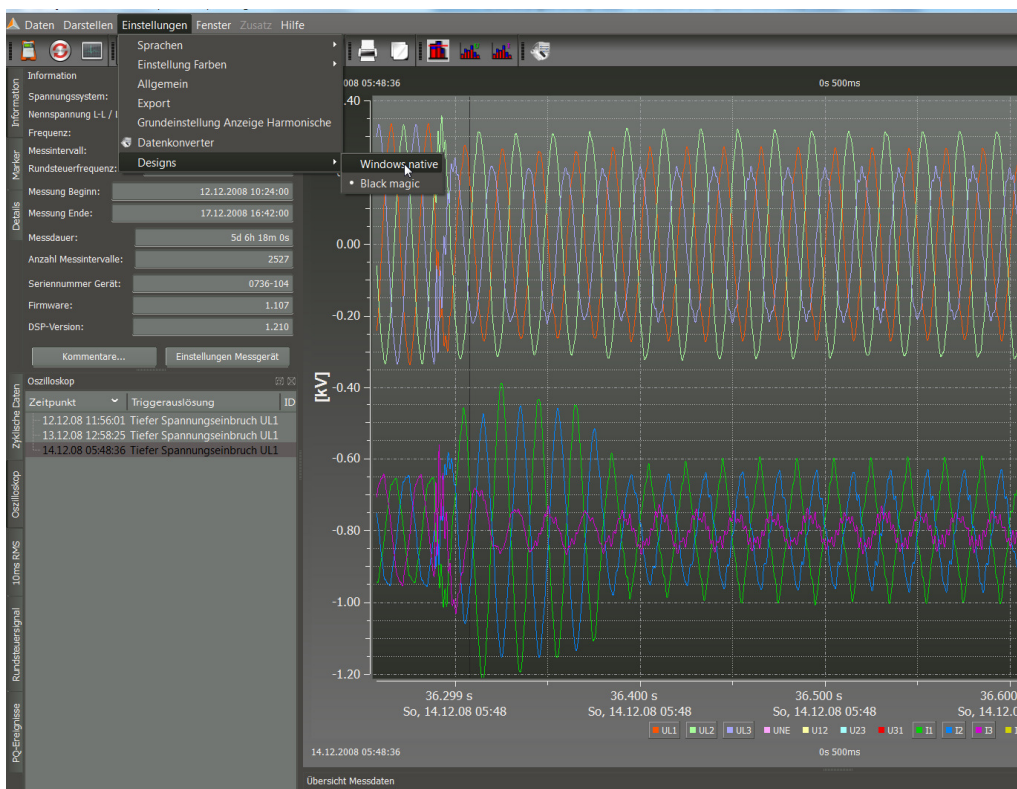 Daten Darstellen Einstellungen Fenster Zusatz Hilfe
Sprachen
Einstellung Farben
Allgemein
Export
Grundeinstellung Anzeige Harmonische
Datenkonverter
Designs
Windows native
Black magic
Information
Marker
Details
Information
Spannungssystem:
Nennspannung L-L /
Frequenz:
Messintervall:
Rundsteuerfrequenz:
Messung Beginn: 12.12.2008 10:24:00
Messung Ende: 17.12.2008 16:42:00
Messdauer: 5d 6h 18m 0s
Anzahl Messintervalle: 2527
Seriennummer Gerät: 0736-104
Firmware: 1.107
DSP-Version: 1.210
Kommentare... Einstellungen Messgerät
Zyklische Daten
Oszilloskop
10ms RMS
Rundsteuersignal
PQ-Ereignisse
Oszilloskop
Zeitpunkt Triggerauslösung ID
12.12.08 11:56:01 Tiefer Spannungseinbruch UL1
13.12.08 12:58:25 Tiefer Spannungseinbruch UL1
14.12.08 05:48:36 Tiefer Spannungseinbruch UL1
008 05:48:36 0s 500ms
.40
0.00
-0.20
-0.40
-0.60
-0.80
-1.00
-1.20
[kV]
36.299 s 36.400 s 36.500 s 36.600
So, 14.12.08 05:48 So, 14.12.08 05:48 So, 14.12.08 05:48 So, 14.12.0
UL1 UL2 UL3 UNE U12 U23 U31 I1 I2 I3
14.12.2008 05:48:36 0s 500ms
Übersicht Messdaten